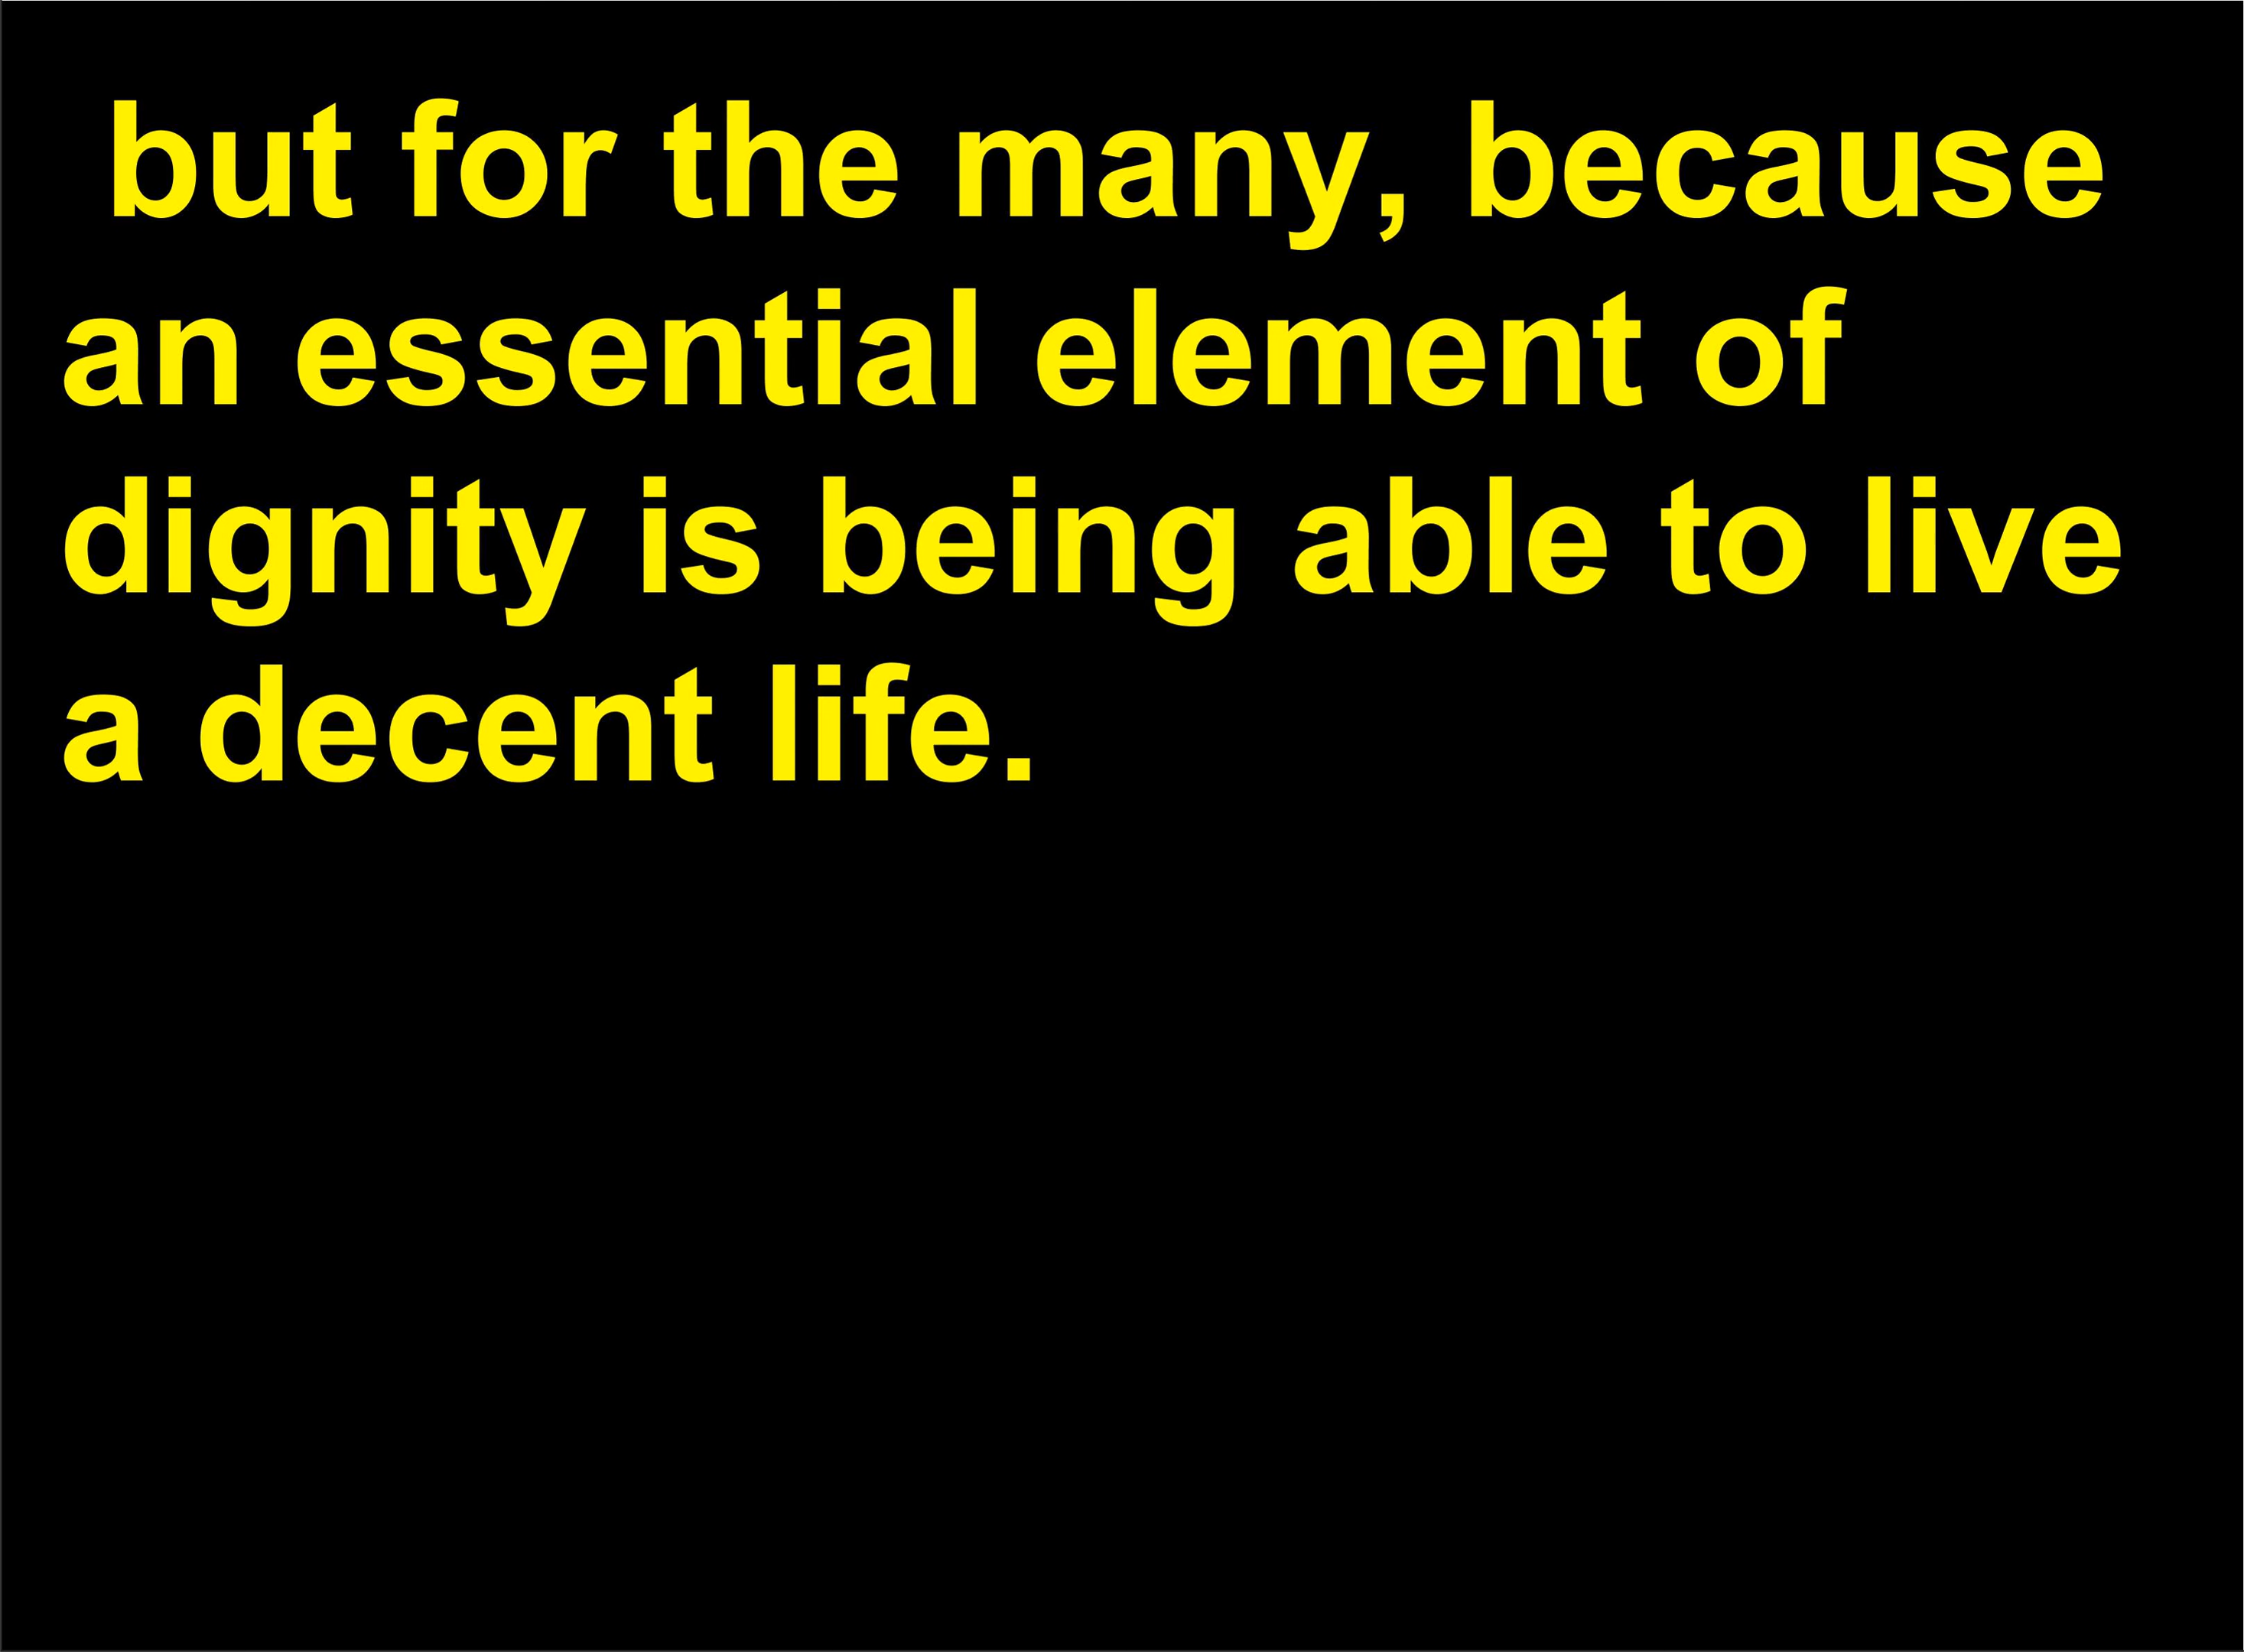 but for the many, because
an essential element of
dignity is being able to live
a decent life.